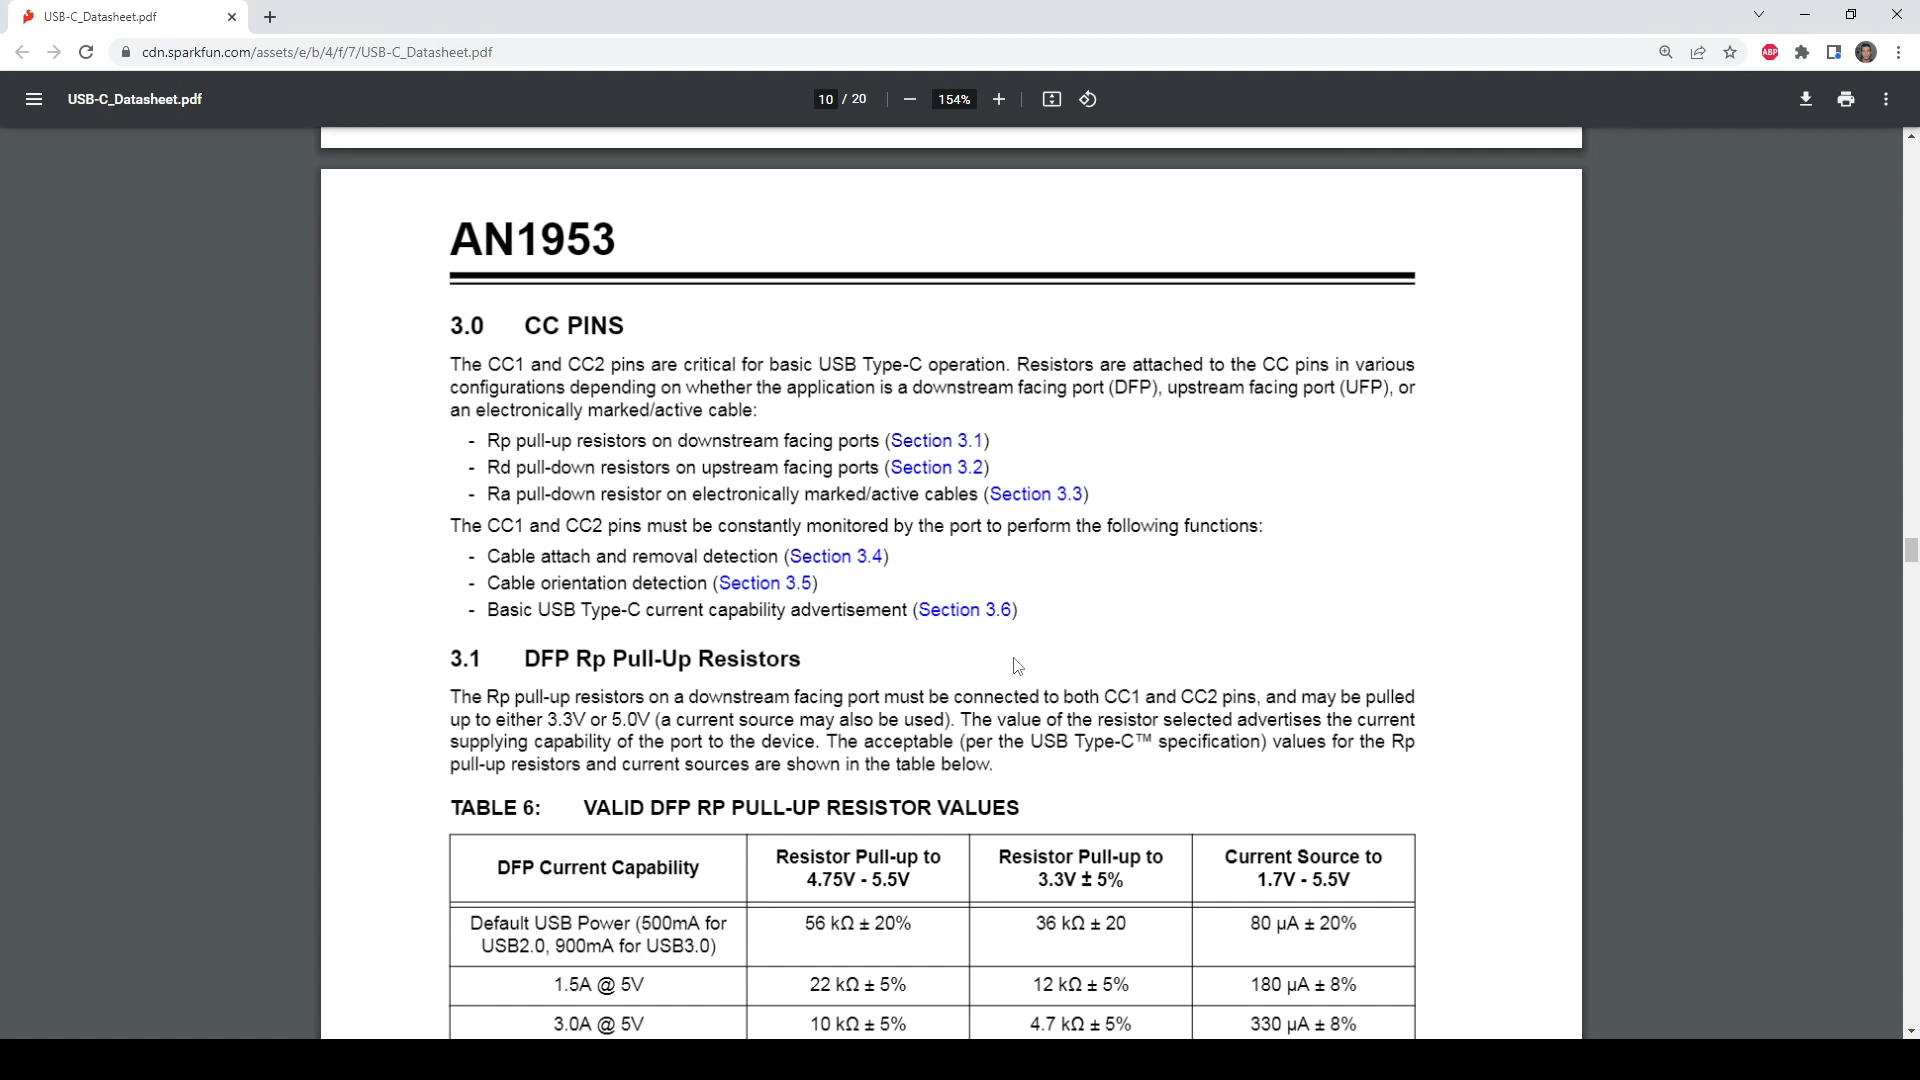 USB-C_Datasheet.pdf
cdn.sparkfun.com/assets/e/b/4/f/7/USB-C_Datasheet.pdf
ABP
USB-C_Datasheet.pdf
10 / 20
154%
AN1953
3.0 CC PINS
The CC1 and CC2 pins are critical for basic USB Type-C operation. Resistors are attached to the CC pins in various
configurations depending on whether the application is a downstream facing port (DFP), upstream facing port (UFP), or
an electronically marked/active cable:
- Rp pull-up resistors on downstream facing ports (Section 3.1)
- Rd pull-down resistors on upstream facing ports (Section 3.2)
- Ra pull-down resistor on electronically marked/active cables (Section 3.3)
The CC1 and CC2 pins must be constantly monitored by the port to perform the following functions:
- Cable attach and removal detection (Section 3.4)
- Cable orientation detection (Section 3.5)
- Basic USB Type-C current capability advertisement (Section 3.6)
3.1 DFP Rp Pull-Up Resistors
The Rp pull-up resistors on a downstream facing port must be connected to both CC1 and CC2 pins, and may be pulled
up to either 3.3V or 5.0V (a current source may also be used). The value of the resistor selected advertises the current
supplying capability of the port to the device. The acceptable (per the USB Type-C™ specification) values for the Rp
pull-up resistors and current sources are shown in the table below.
TABLE 6: VALID DFP RP PULL-UP RESISTOR VALUES
DFP Current Capability
Resistor Pull-up to
4.75V - 5.5V
Resistor Pull-up to
3.3V ± 5%
Current Source to
1.7V - 5.5V
Default USB Power (500mA for
USB2.0, 900mA for USB3.0)
56 kΩ ± 20%
36 kΩ ± 20
80 µA ± 20%
1.5A @ 5V
22 kΩ ± 5%
12 kΩ ± 5%
180 µA ± 8%
3.0A @ 5V
10 kΩ ± 5%
4.7 kΩ ± 5%
330 µA ± 8%